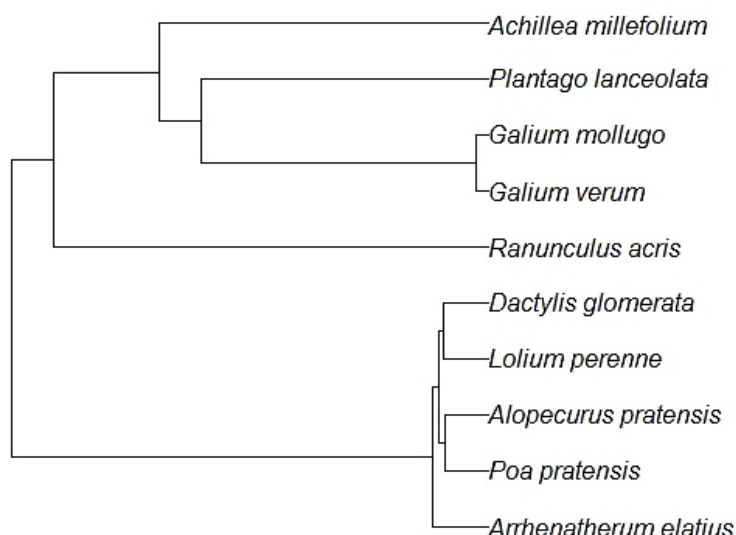 Achillea millefolium
Plantago lanceolata
Galium mollugo
Galium verum
Ranunculus acris
Dactylis glomerata
Lolium perenne
Alopecurus pratensis
Poa pratensis
Arrhenatherum elatius